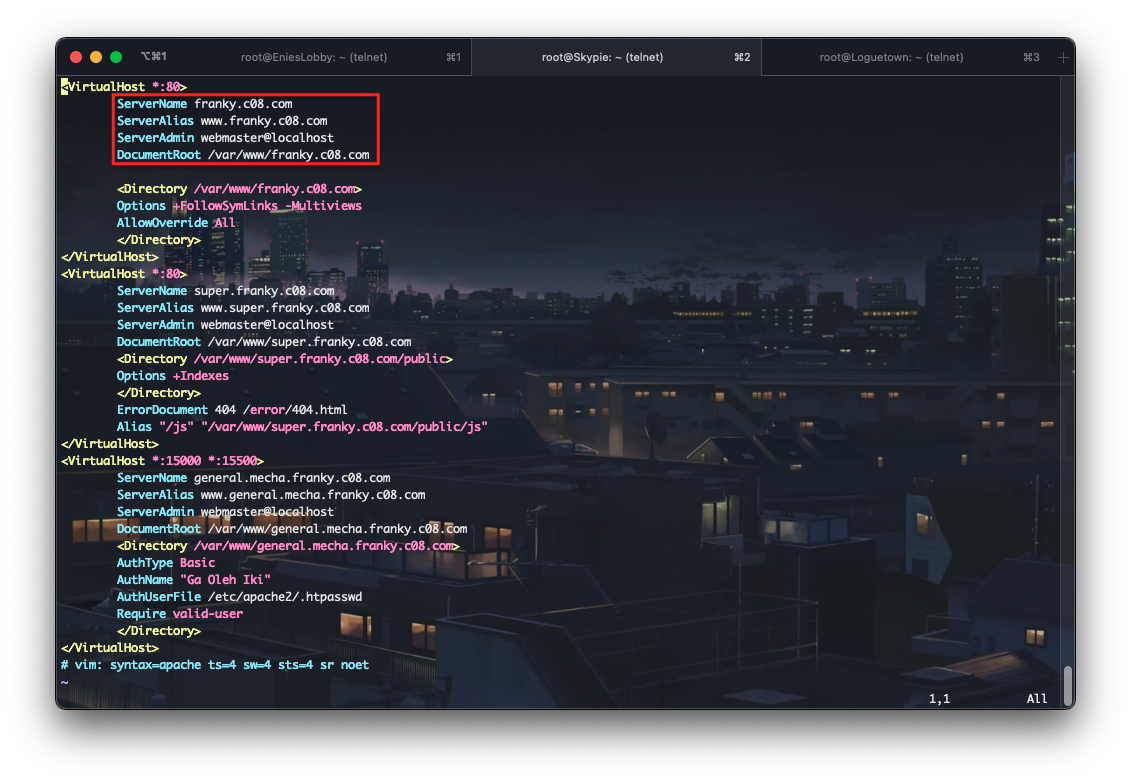 ⌥⌘1 root@EniesLobby: ~ (telnet) ⌘1 root@Skypie: ~ (telnet) ⌘2 root@Loguetown: ~ (telnet) ⌘3 +
<VirtualHost *:80>
ServerName franky.c08.com
ServerAlias www.franky.c08.com
ServerAdmin webmaster@localhost
DocumentRoot /var/www/franky.c08.com
<Directory /var/www/franky.c08.com>
Options +FollowSymLinks -Multiviews
AllowOverride All
</Directory>
</VirtualHost>
<VirtualHost *:80>
ServerName super.franky.c08.com
ServerAlias www.super.franky.c08.com
ServerAdmin webmaster@localhost
DocumentRoot /var/www/super.franky.c08.com
<Directory /var/www/super.franky.c08.com/public>
Options +Indexes
</Directory>
ErrorDocument 404 /error/404.html
Alias "/js" "/var/www/super.franky.c08.com/public/js"
</VirtualHost>
<VirtualHost *:15000 *:15500>
ServerName general.mecha.franky.c08.com
ServerAlias www.general.mecha.franky.c08.com
ServerAdmin webmaster@localhost
DocumentRoot /var/www/general.mecha.franky.c08.com
<Directory /var/www/general.mecha.franky.c08.com>
AuthType Basic
AuthName "Ga Oleh Iki"
AuthUserFile /etc/apache2/.htpasswd
Require valid-user
</Directory>
</VirtualHost>
# vim: syntax=apache ts=4 sw=4 sts=4 sr noet
~
1,1 All